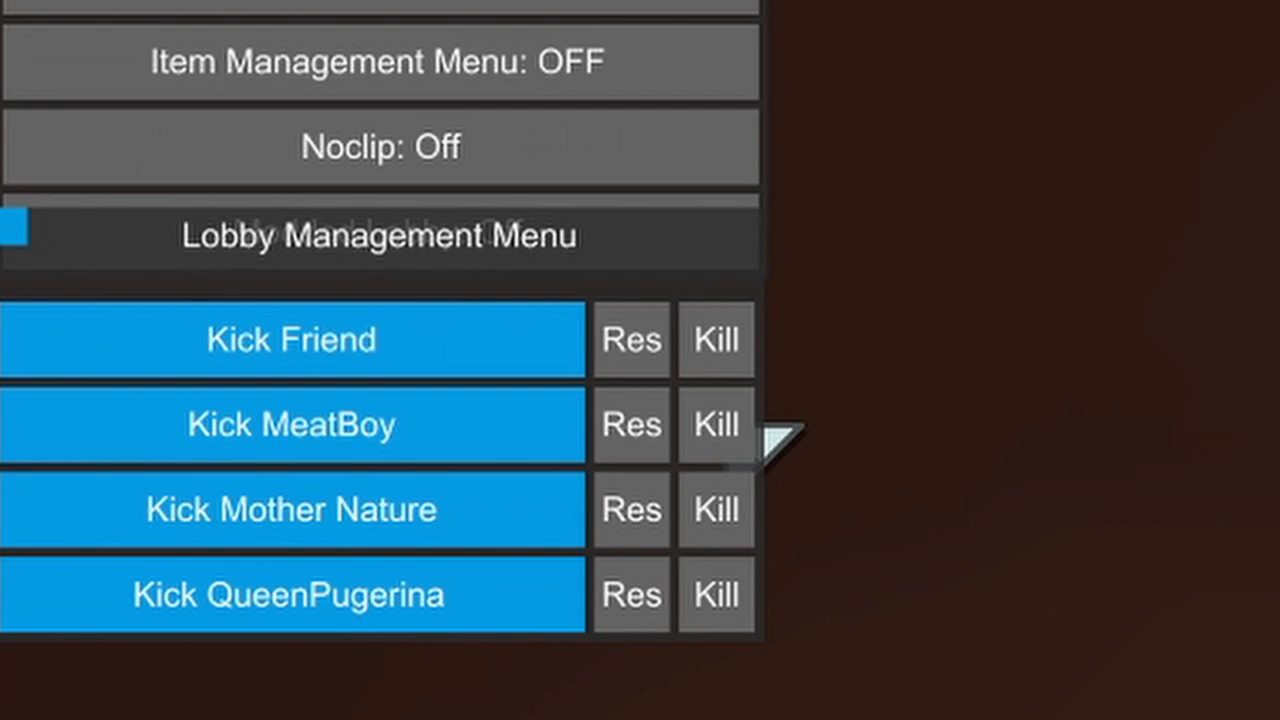 Item Management Menu: OFF
Noclip: Off
Lobby Management Menu
Kick Friend Res Kill
Kick MeatBoy Res Kill
Kick Mother Nature Res Kill
Kick QueenPugerina Res Kill